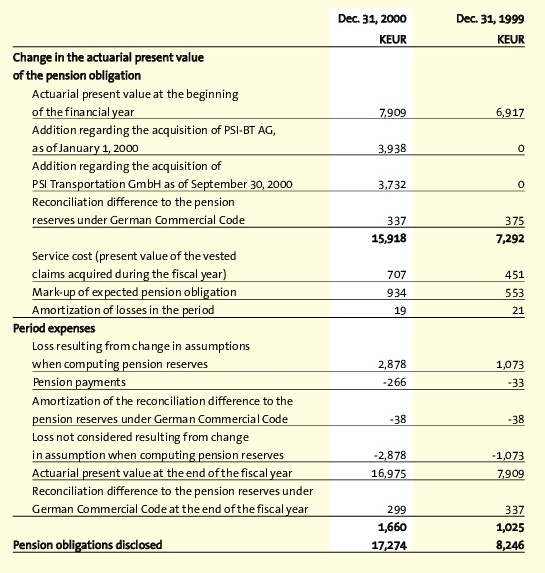 Dec. 31, 2000 Dec. 31, 1999
KEUR KEUR
Change in the actuarial present value
of the pension obligation
Actuarial present value at the beginning
of the financial year 7,909 6,917
Addition regarding the acquisition of PSI-BT AG,
as of January 1, 2000 3,938 0
Addition regarding the acquisition of
PSI Transportation GmbH as of September 30, 2000 3,732 0
Reconciliation difference to the pension
reserves under German Commercial Code 337 375
15,918 7,292
Service cost (present value of the vested
claims acquired during the fiscal year) 707 451
Mark-up of expected pension obligation 934 553
Amortization of losses in the period 19 21
Period expenses
Loss resulting from change in assumptions
when computing pension reserves 2,878 1,073
Pension payments -266 -33
Amortization of the reconciliation difference to the
pension reserves under German Commercial Code -38 -38
Loss not considered resulting from change
in assumption when computing pension reserves -2,878 -1,073
Actuarial present value at the end of the fiscal year 16,975 7,909
Reconciliation difference to the pension reserves under
German Commercial Code at the end of the fiscal year 299 337
1,660 1,025
Pension obligations disclosed 17,274 8,246